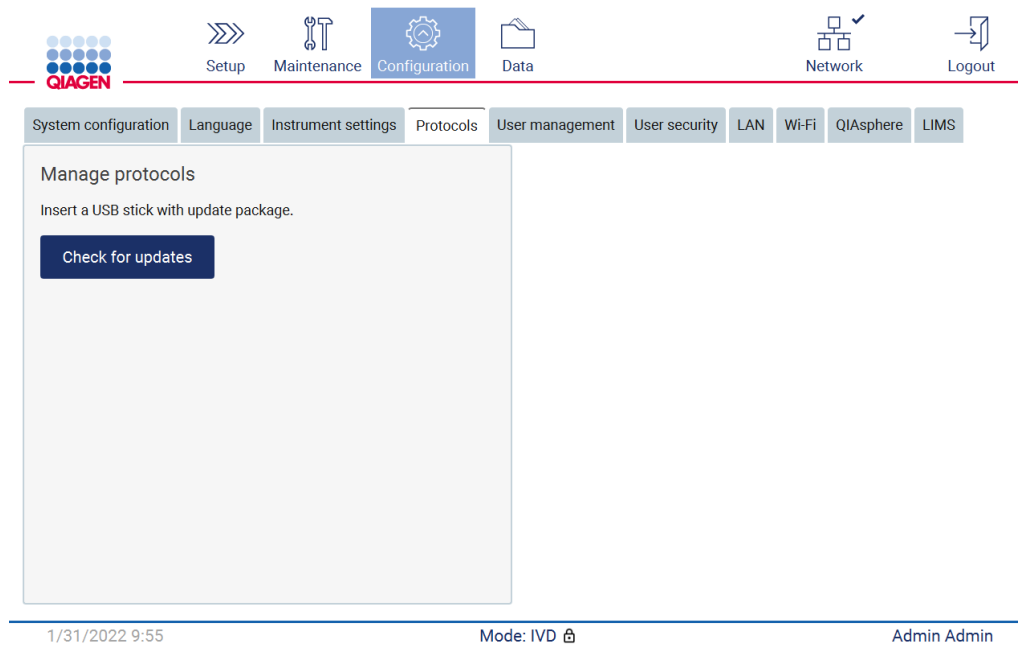 QIAGEN
Setup Maintenance Configuration Data Network Logout
System configuration Language Instrument settings Protocols User management User security LAN Wi-Fi QIAsphere LIMS
Manage protocols
Insert a USB stick with update package.
Check for updates
1/31/2022 9:55 Mode: IVD Admin Admin